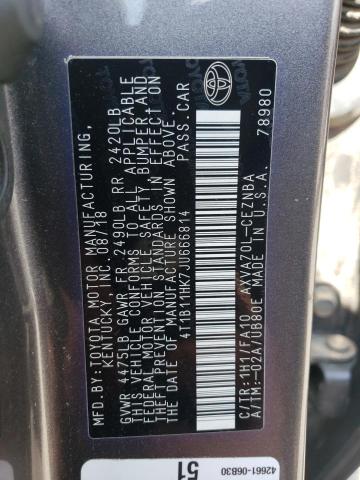 MFD.BY:TOYOTA MOTOR MANUFACTURING,
KENTUCKY, INC. 08/18
GVWR 4475LB GAWR FR 2490LB RR 2420LB
THIS VEHICLE CONFORMS TO ALL APPLICABLE
FEDERAL MOTOR VEHICLE SAFETY, BUMPER, AND
THEFT PREVENTION STANDARDS IN EFFECT ON
THE DATE OF MANUFACTURE SHOWN ABOVE.
4T1B11HK7JU666814 PASS.CAR
C/TR:1H1/FA10 AXVA70L-CEZNBA
A/TM:-02A/UB80E MADE IN U.S.A.
78980
42661-06B30
51